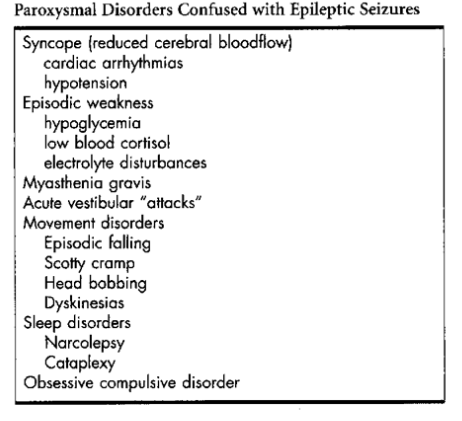 Paroxysmal Disorders Confused with Epileptic Seizures
Syncope (reduced cerebral bloodflow)
cardiac arrhythmias
hypotension
Episodic weakness
hypoglycemia
low blood cortisol
electrolyte disturbances
Myasthenia gravis
Acute vestibular “attacks”
Movement disorders
Episodic falling
Scotty cramp
Head bobbing
Dyskinesias
Sleep disorders
Narcolepsy
Cataplexy
Obsessive compulsive disorder